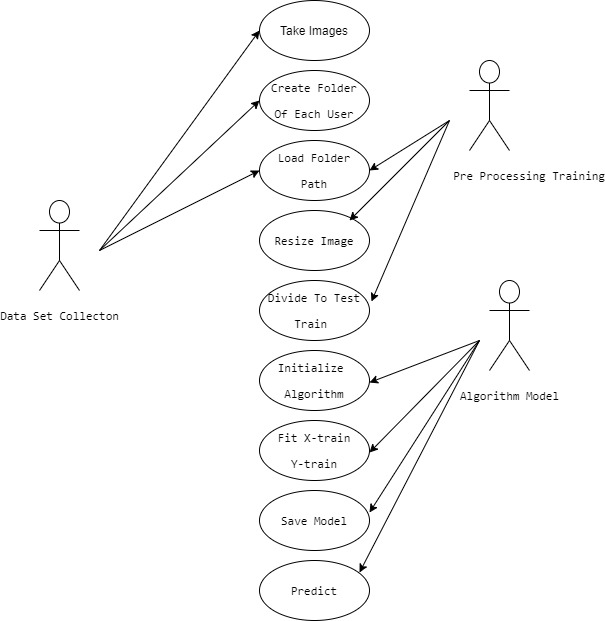 Take Images
Create Folder
Of Each User
Load Folder
Path
Pre Processing Training
Resize Image
Data Set Collecton
Divide To Test
Train
Initialize
Algorithm
Algorithm Model
Fit X-train
Y-train
Save Model
Predict